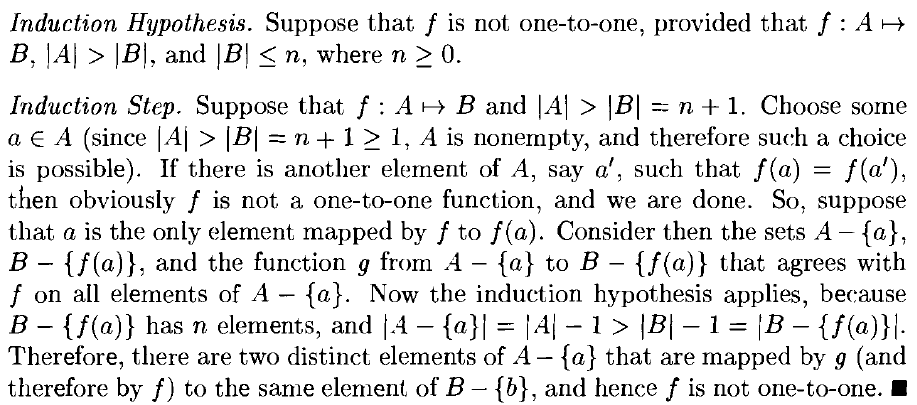 Induction Hypothesis. Suppose that f is not one-to-one, provided that f : A ↦
B, |A| > |B|, and |B| ≤ n, where n ≥ 0.
Induction Step. Suppose that f : A ↦ B and |A| > |B| = n + 1. Choose some
a ∈ A (since |A| > |B| = n + 1 ≥ 1, A is nonempty, and therefore such a choice
is possible). If there is another element of A, say a′, such that f(a) = f(a′),
then obviously f is not a one-to-one function, and we are done. So, suppose
that a is the only element mapped by f to f(a). Consider then the sets A − {a},
B − {f(a)}, and the function g from A − {a} to B − {f(a)} that agrees with
f on all elements of A − {a}. Now the induction hypothesis applies, because
B − {f(a)} has n elements, and |A − {a}| = |A| − 1 > |B| − 1 = |B − {f(a)}|.
Therefore, there are two distinct elements of A − {a} that are mapped by g (and
therefore by f) to the same element of B − {b}, and hence f is not one-to-one. ■